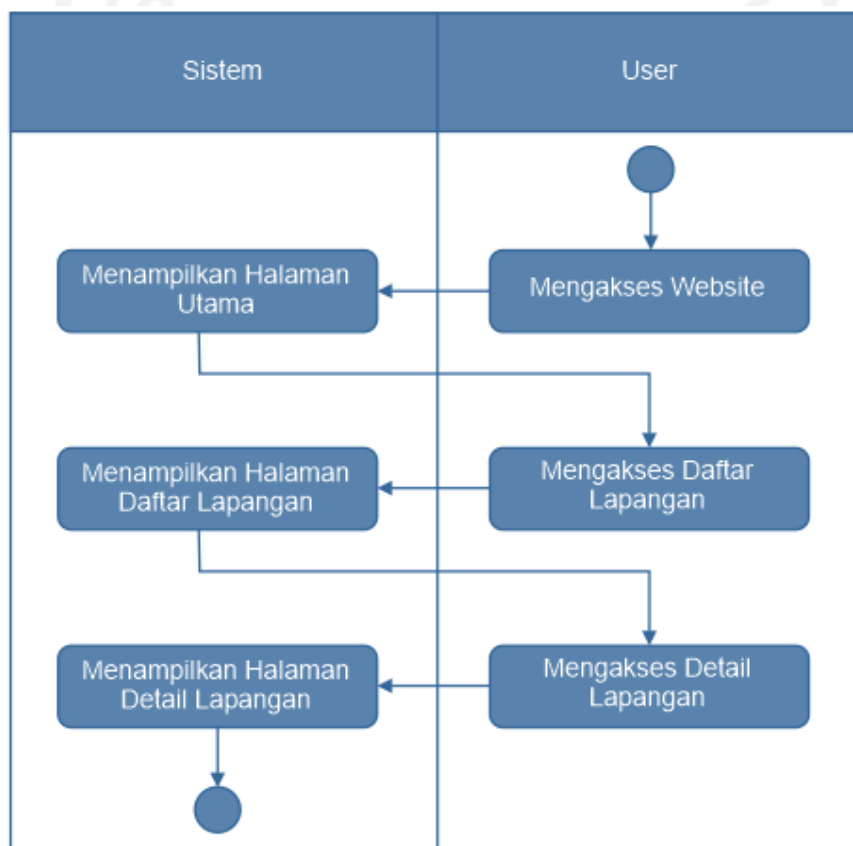 Sistem
User
Mengakses Website
Menampilkan Halaman
Utama
Mengakses Daftar
Lapangan
Menampilkan Halaman
Daftar Lapangan
Mengakses Detail
Lapangan
Menampilkan Halaman
Detail Lapangan